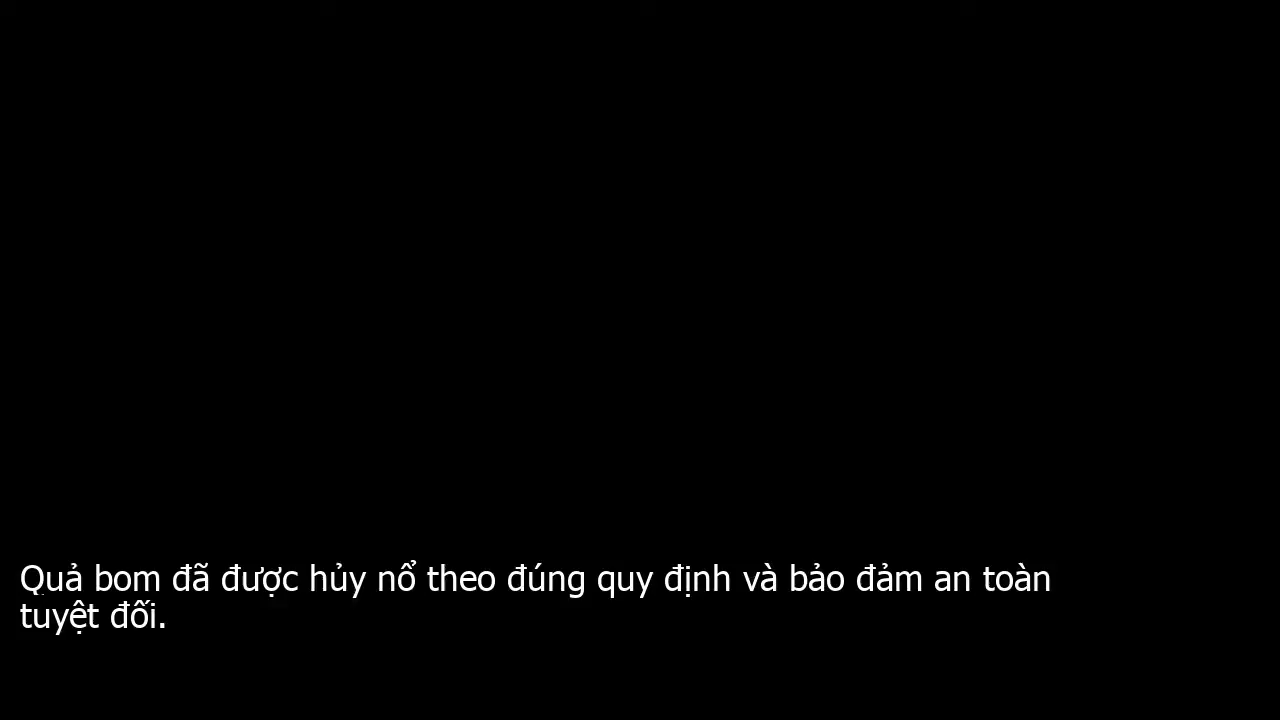 Quả bom đã được hủy nổ theo đúng quy định và bảo đảm an toàn
tuyệt đối.